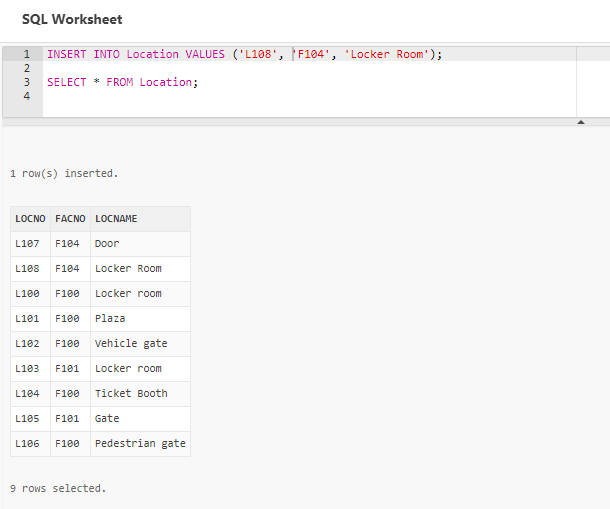 SQL Worksheet
1 INSERT INTO Location VALUES ('L108', 'F104', 'Locker Room');
2
3 SELECT * FROM Location;
4
1 row(s) inserted.
LOCNO FACNO LOCNAME
L107 F104 Door
L108 F104 Locker Room
L100 F100 Locker room
L101 F100 Plaza
L102 F100 Vehicle gate
L103 F101 Locker room
L104 F100 Ticket Booth
L105 F101 Gate
L106 F100 Pedestrian gate
9 rows selected.